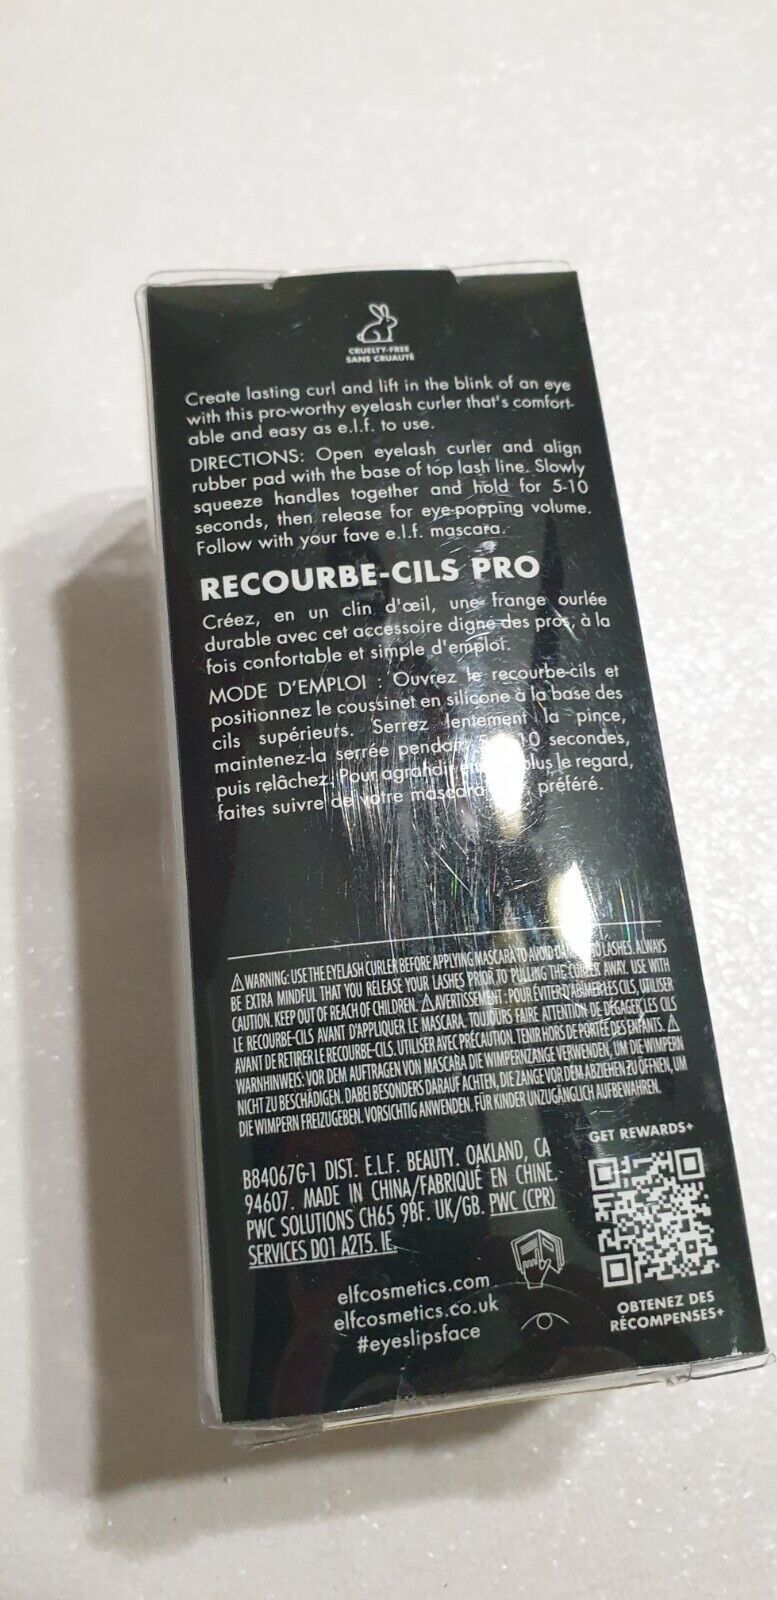 CRUELTY-FREE
SANS CRUAUTÉ
Create lasting curl and lift in the blink of an eye
with this pro-worthy eyelash curler that's comfort-
able and easy as e.l.f. to use.
DIRECTIONS: Open eyelash curler and align
rubber pad with the base of top lash line. Slowly
squeeze handles together and hold for 5-10
seconds, then release for eye-popping volume.
Follow with your fave e.l.f. mascara.
RECOURBE-CILS PRO
Créez, en un clin d'œil, une frange ourlée
durable avec cet accessoire digne des pros, à la
fois confortable et simple d'emploi.
MODE D'EMPLOI : Ouvrez le recourbe-cils et
positionnez le coussinet en silicone à la base des
cils supérieurs. Serrez lentement la pince,
maintenez-la serrée 10 secondes,
puis relâchez. Pour agrandir plus le regard,
faites suivre de votre mascara préféré.
⚠WARNING: USE THE EYELASH CURLER BEFORE APPLYING MASCARA TO AVOID TO LASHES. ALWAYS
BE EXTRA MINDFUL THAT YOU RELEASE YOUR LASHES PRIOR TO PULLING THE CURLER AWAY. USE WITH
CAUTION. KEEP OUT OF REACH OF CHILDREN. ⚠AVERTISSEMENT : POUR ÉVITER D'ABÎMER LES CILS, UTILISER
LE RECOURBE-CILS AVANT D'APPLIQUER LE MASCARA. TOUJOURS FAIRE ATTENTION DE DÉGAGER LES CILS
AVANT DE RETIRER LE RECOURBE-CILS. UTILISER AVEC PRÉCAUTION. TENIR HORS DE PORTÉE DES ENFANTS. ⚠
WARNHINWEIS: VOR DEM AUFTRAGEN VON MASCARA DIE WIMPERNZANGE VERWENDEN, UM DIE WIMPERN
NICHT ZU BESCHÄDIGEN. DABEI BESONDERS DARAUF ACHTEN, DIE ZANGE VOR DEM ABZIEHEN ZU ÖFFNEN, UM
DIE WIMPERN FREIZUGEBEN. VORSICHTIG ANWENDEN. FÜR KINDER UNZUGÄNGLICH AUFBEWAHREN.
B84067G-1 DIST. E.L.F. BEAUTY. OAKLAND, CA
94607. MADE IN CHINA/FABRIQUÉ EN CHINE.
PWC SOLUTIONS CH65 9BF. UK/GB. PWC (CPR)
SERVICES D01 A2T5. IE.
elfcosmetics.com
elfcosmetics.co.uk
#eyeslipsface
GET REWARDS+
OBTENEZ DES
RÉCOMPENSES+